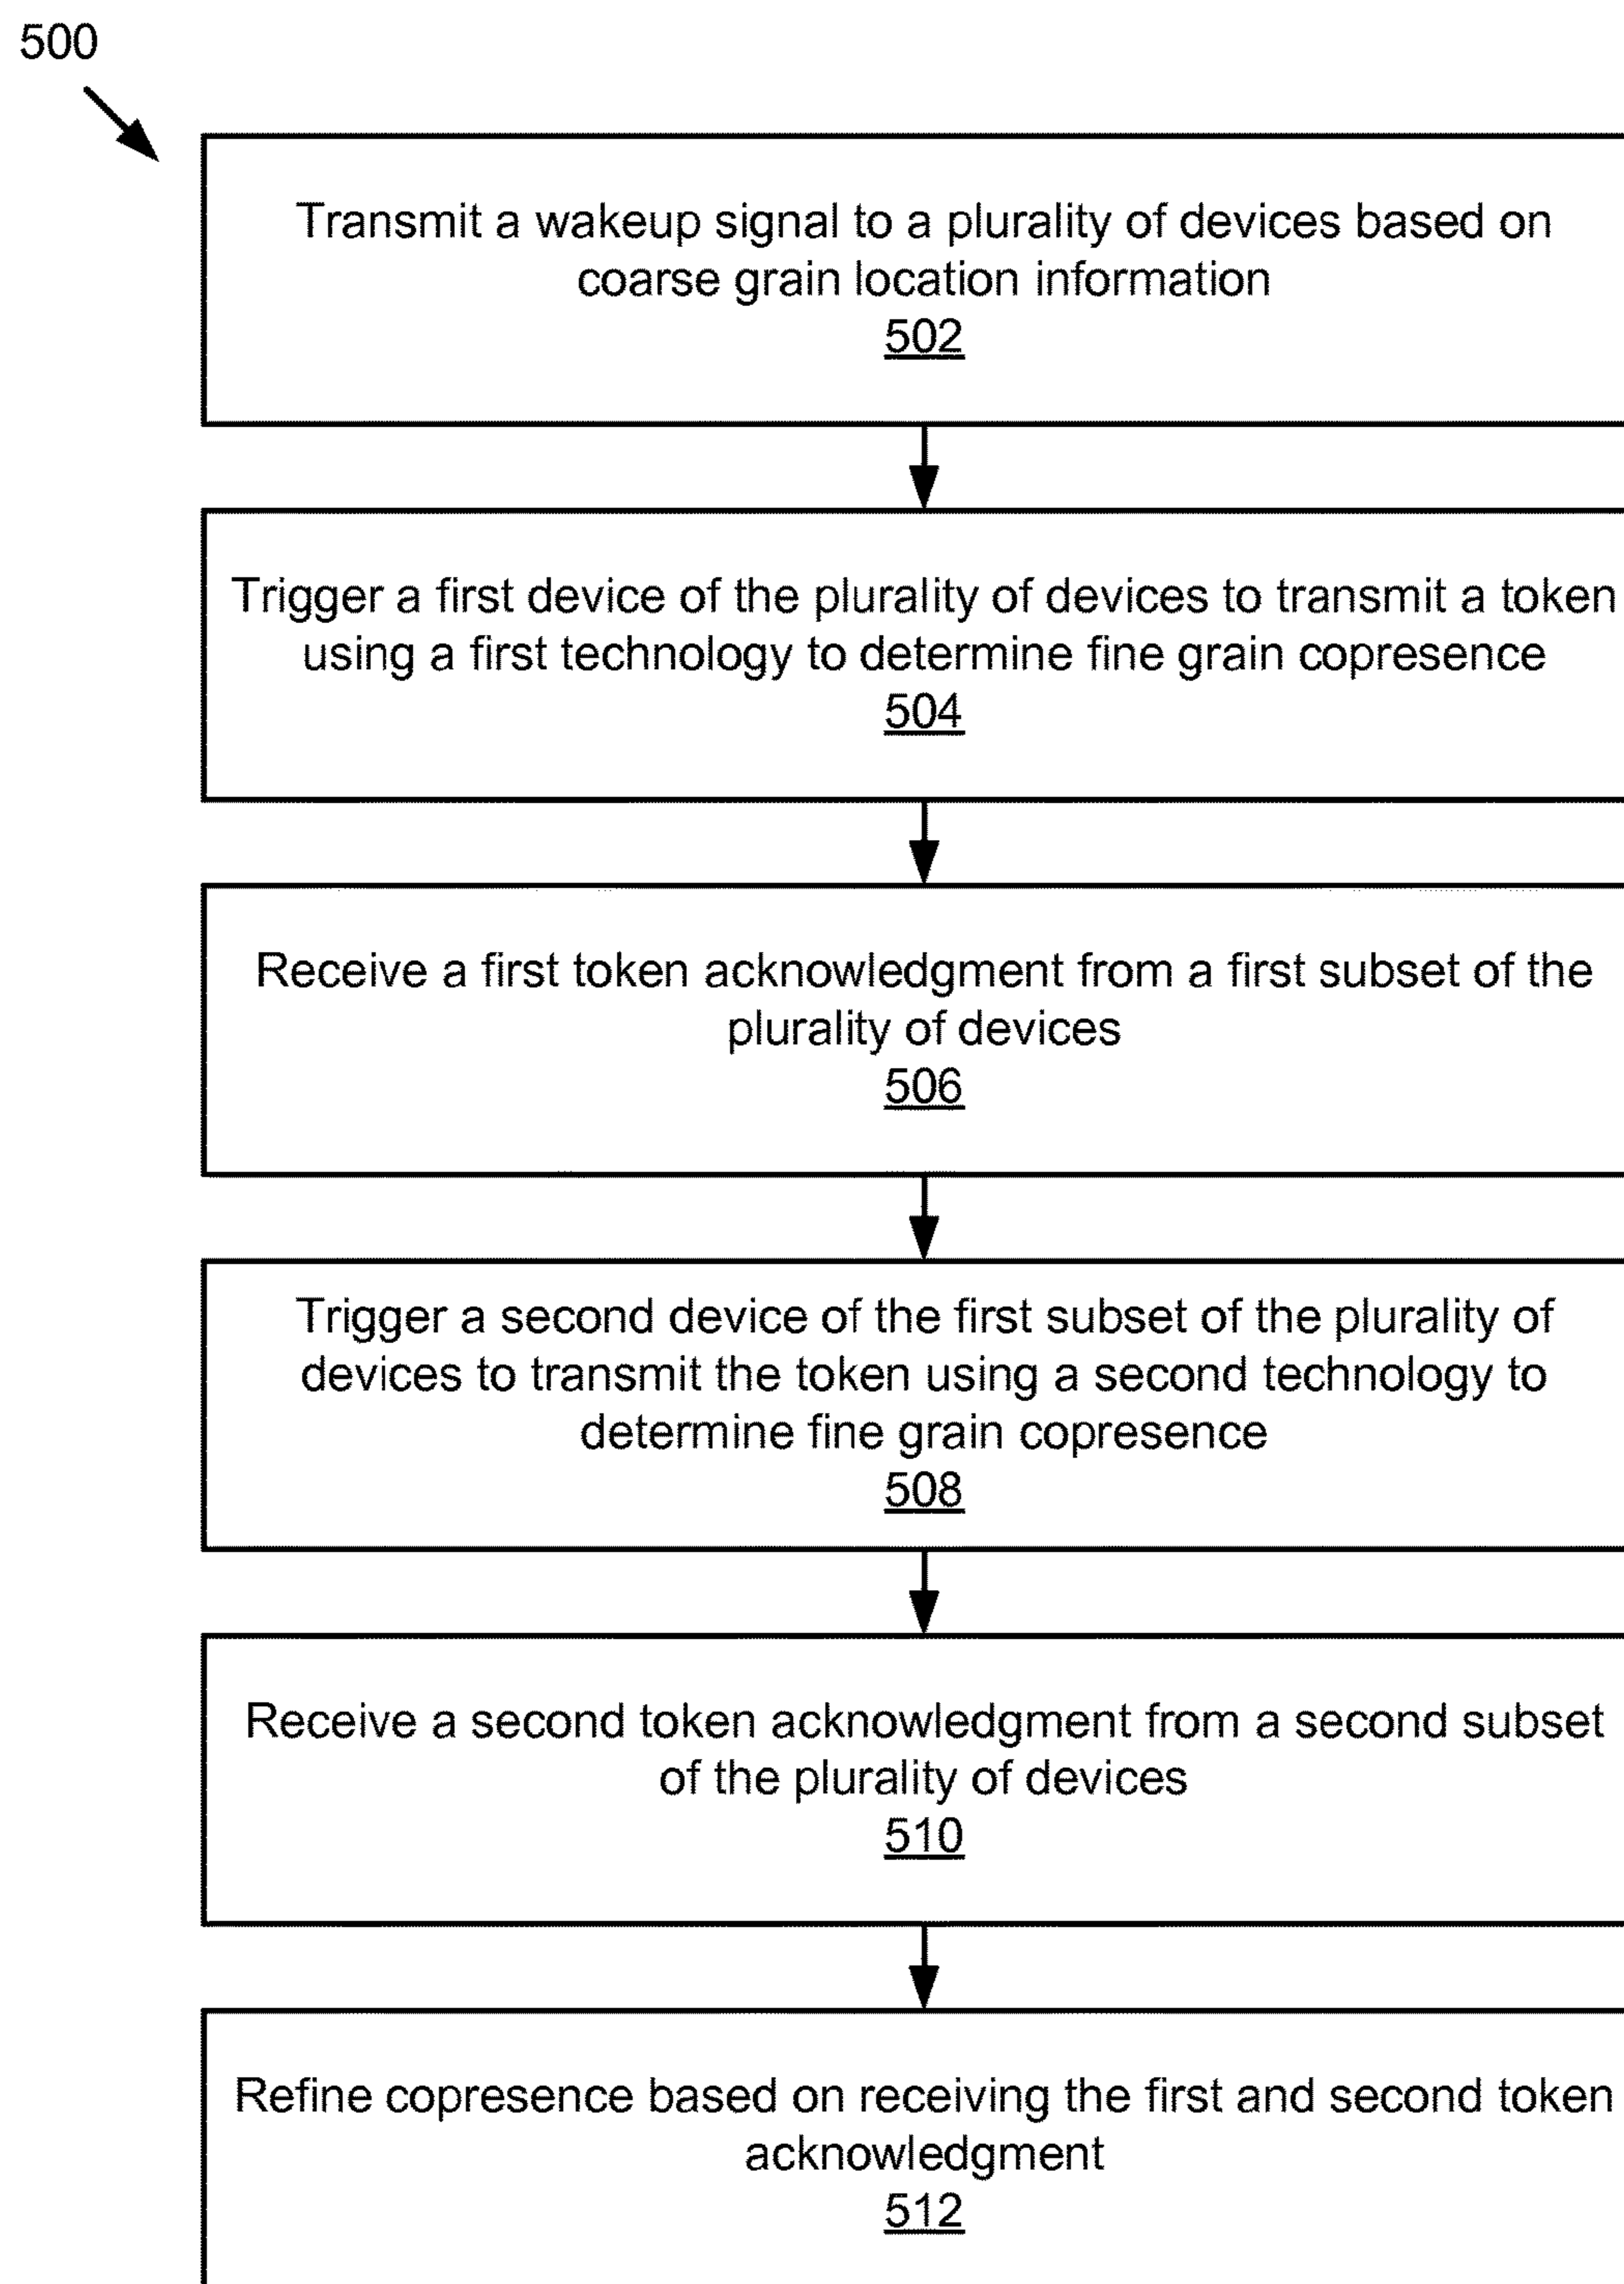 500
Transmit a wakeup signal to a plurality of devices based on
coarse grain location information
502
Trigger a first device of the plurality of devices to transmit a token
using a first technology to determine fine grain copresence
504
Receive a first token acknowledgment from a first subset of the
plurality of devices
506
Trigger a second device of the first subset of the plurality of
devices to transmit the token using a second technology to
determine fine grain copresence
508
Receive a second token acknowledgment from a second subset
of the plurality of devices
510
Refine copresence based on receiving the first and second token
acknowledgment
512